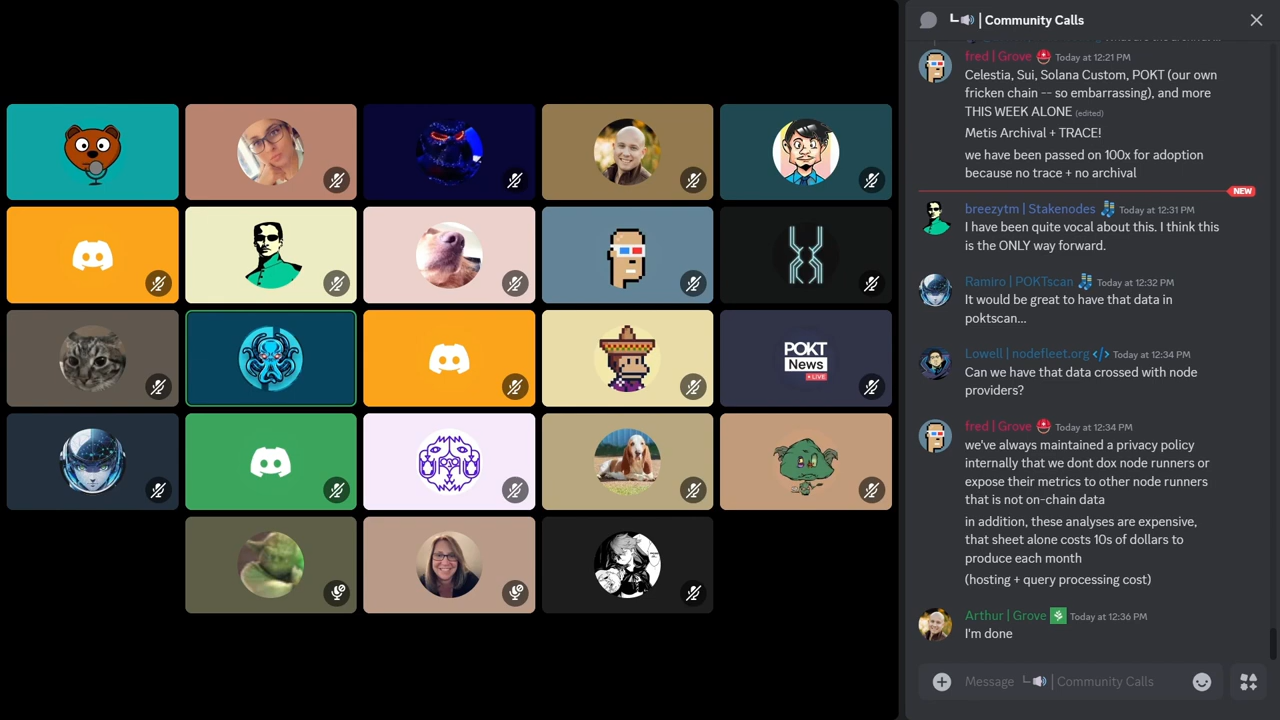 ┗🔊 | Community Calls
fred | Grove Today at 12:21 PM
Celestia, Sui, Solana Custom, POKT (our own
fricken chain -- so embarrassing), and more
THIS WEEK ALONE (edited)
Metis Archival + TRACE!
we have been passed on 100x for adoption
because no trace + no archival
NEW
breezytm | Stakenodes Today at 12:31 PM
I have been quite vocal about this. I think this
is the ONLY way forward.
Ramiro | POKTscan Today at 12:32 PM
It would be great to have that data in
poktscan...
Lowell | nodefleet.org </> Today at 12:34 PM
Can we have that data crossed with node
providers?
fred | Grove Today at 12:34 PM
we've always maintained a privacy policy
internally that we dont dox node runners or
expose their metrics to other node runners
that is not on-chain data
in addition, these analyses are expensive,
that sheet alone costs 10s of dollars to
produce each month
(hosting + query processing cost)
Arthur | Grove Today at 12:36 PM
I'm done
Message ┗🔊 | Community Calls
POKT
News
LIVE